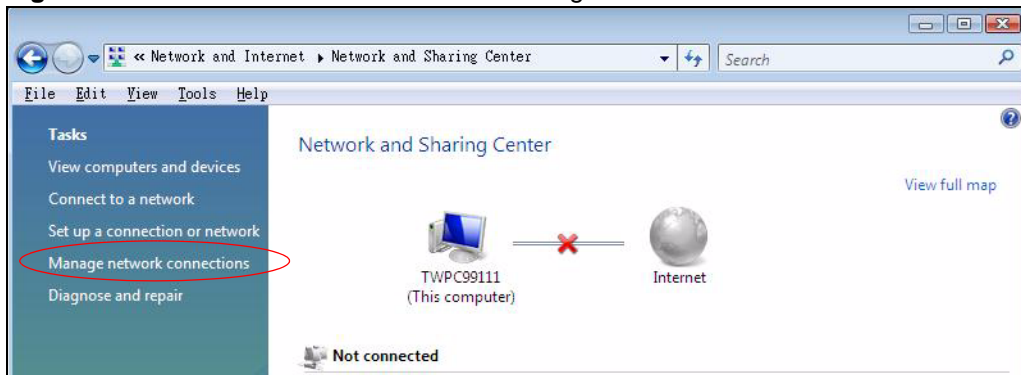 « Network and Internet ▸ Network and Sharing Center
Search
File Edit View Tools Help
Tasks
View computers and devices
Connect to a network
Set up a connection or network
Manage network connections
Diagnose and repair
Network and Sharing Center
View full map
TWPC99111
(This computer)
Internet
Not connected